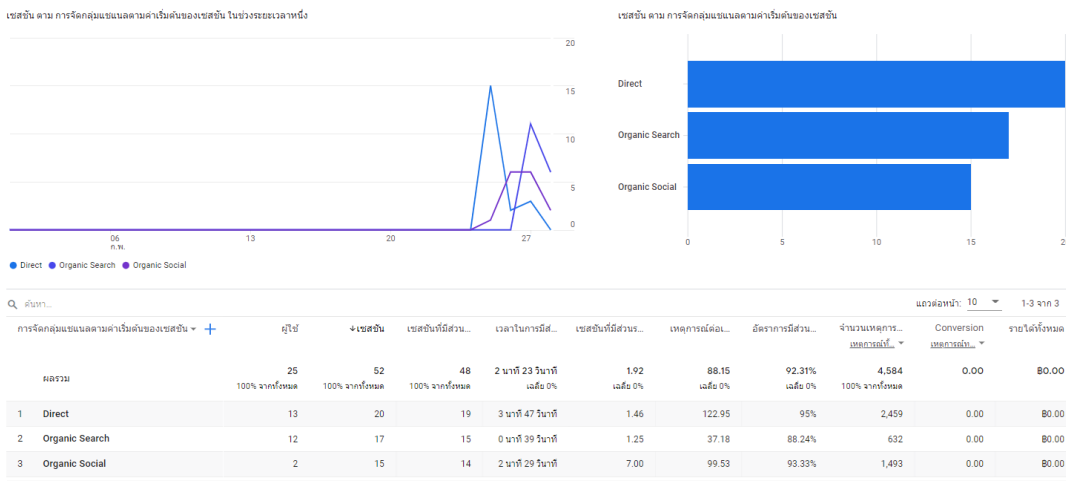 เซสชัน ตาม การจัดกลุ่มแชแนลตามค่าเริ่มต้นของเซสชัน ในช่วงระยะเวลาหนึ่ง
20
15
10
5
0
06
ก.พ.
13
20
27
Direct Organic Search Organic Social
เซสชัน ตาม การจัดกลุ่มแชแนลตามค่าเริ่มต้นของเซสชัน
Direct
Organic Search
Organic Social
0 5 10 15 2
ค้นหา...
แถวต่อหน้า: 10 1-3 จาก 3
การจัดกลุ่มแชแนลตามค่าเริ่มต้นของเซสชัน ผู้ใช้ ↓เซสชัน เซสชันที่มีส่วน... เวลาในการมีส่... เซสชันที่มีส่วนร... เหตุการณ์ต่อเ... อัตราการมีส่วน... จำนวนเหตุการ... Conversion รายได้ทั้งหมด
เหตุการณ์ทั้... เหตุการณ์ท...
ผลรวม 25 52 48 2 นาที 23 วินาที 1.92 88.15 92.31% 4,584 0.00 ฿0.00
100% จากทั้งหมด 100% จากทั้งหมด 100% จากทั้งหมด เฉลี่ย 0% เฉลี่ย 0% เฉลี่ย 0% เฉลี่ย 0% 100% จากทั้งหมด
1 Direct 13 20 19 3 นาที 47 วินาที 1.46 122.95 95% 2,459 0.00 ฿0.00
2 Organic Search 12 17 15 0 นาที 39 วินาที 1.25 37.18 88.24% 632 0.00 ฿0.00
3 Organic Social 2 15 14 2 นาที 29 วินาที 7.00 99.53 93.33% 1,493 0.00 ฿0.00